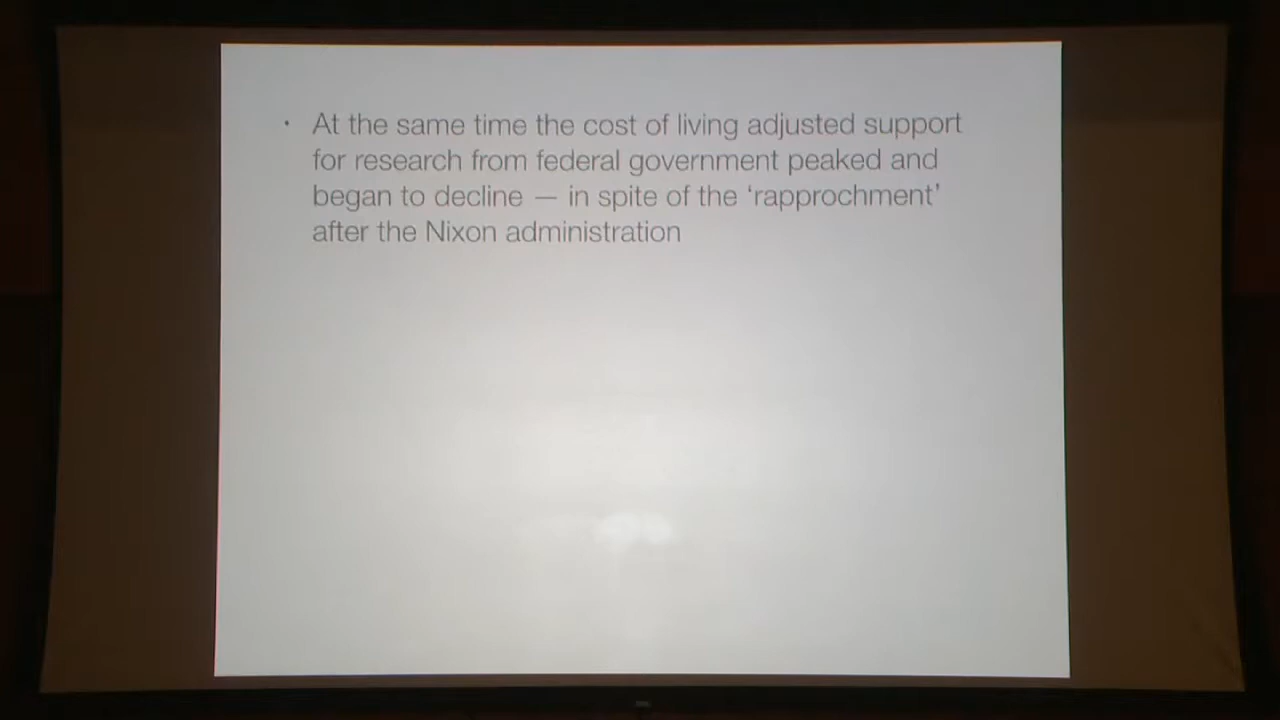 · At the same time the cost of living adjusted support
for research from federal government peaked and
began to decline — in spite of the ‘rapprochment’
after the Nixon administration